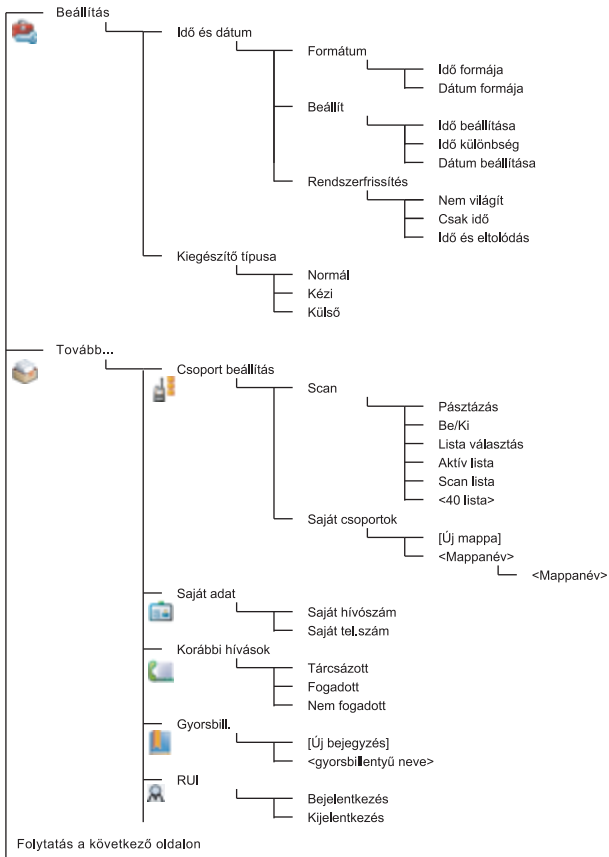 Beállítás
Idő és dátum
Formátum
Idő formája
Dátum formája
Beállít
Idő beállítása
Idő különbség
Dátum beállítása
Rendszerfrissítés
Nem világít
Csak idő
Idő és eltolódás
Kiegészítő típusa
Normál
Kézi
Külső
Tovább...
Csoport beállítás
Scan
Pásztázás
Be/Ki
Lista választás
Aktív lista
Scan lista
<40 lista>
Saját csoportok
[Új mappa]
<Mappanév>
<Mappanév>
Saját adat
Saját hívószám
Saját tel.szám
Korábbi hívások
Tárcsázott
Fogadott
Nem fogadott
Gyorsbill.
[Új bejegyzés]
<gyorsbillentyű neve>
RUI
Bejelentkezés
Kijelentkezés
Folytatás a következő oldalon